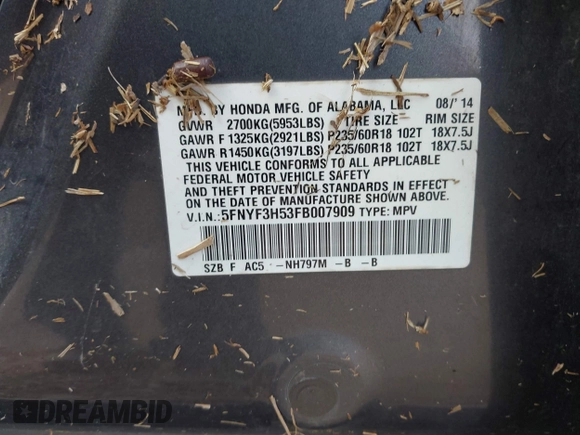 BY HONDA MFG. OF ALABAMA, LLC 08/'14
GVWR 2700KG(5953LBS) TIRE SIZE RIM SIZE
GAWR F 1325KG(2921LBS) P235/60R18 102T 18X7.5J
GAWR R1450KG(3197LBS) P235/60R18 102T 18X7.5J
THIS VEHICLE CONFORMS TO ALL APPLICABLE
FEDERAL MOTOR VEHICLE SAFETY
AND THEFT PREVENTION STANDARDS IN EFFECT
ON THE DATE OF MANUFACTURE SHOWN ABOVE.
V.I.N.:5FNYF3H53FB007909 TYPE: MPV
SZB F AC5 -NH797M -B -B
DREAMBID